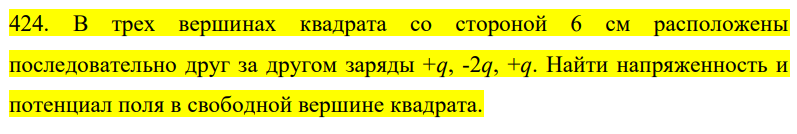 424. В трех вершинах квадрата со стороной 6 см расположены
последовательно друг за другом заряды +q, -2q, +q. Найти напряженность и
потенциал поля в свободной вершине квадрата.